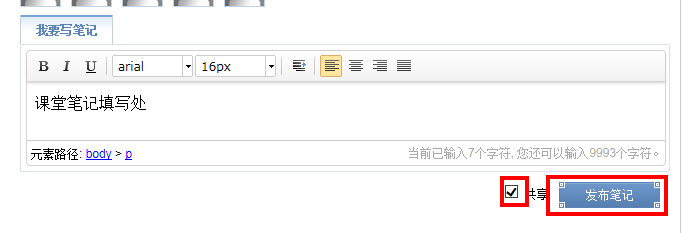 我要写笔记
B I U arial 16px
课堂笔记填写处
元素路径: body > p
当前已输入7个字符, 您还可以输入9993个字符。
共享 发布笔记